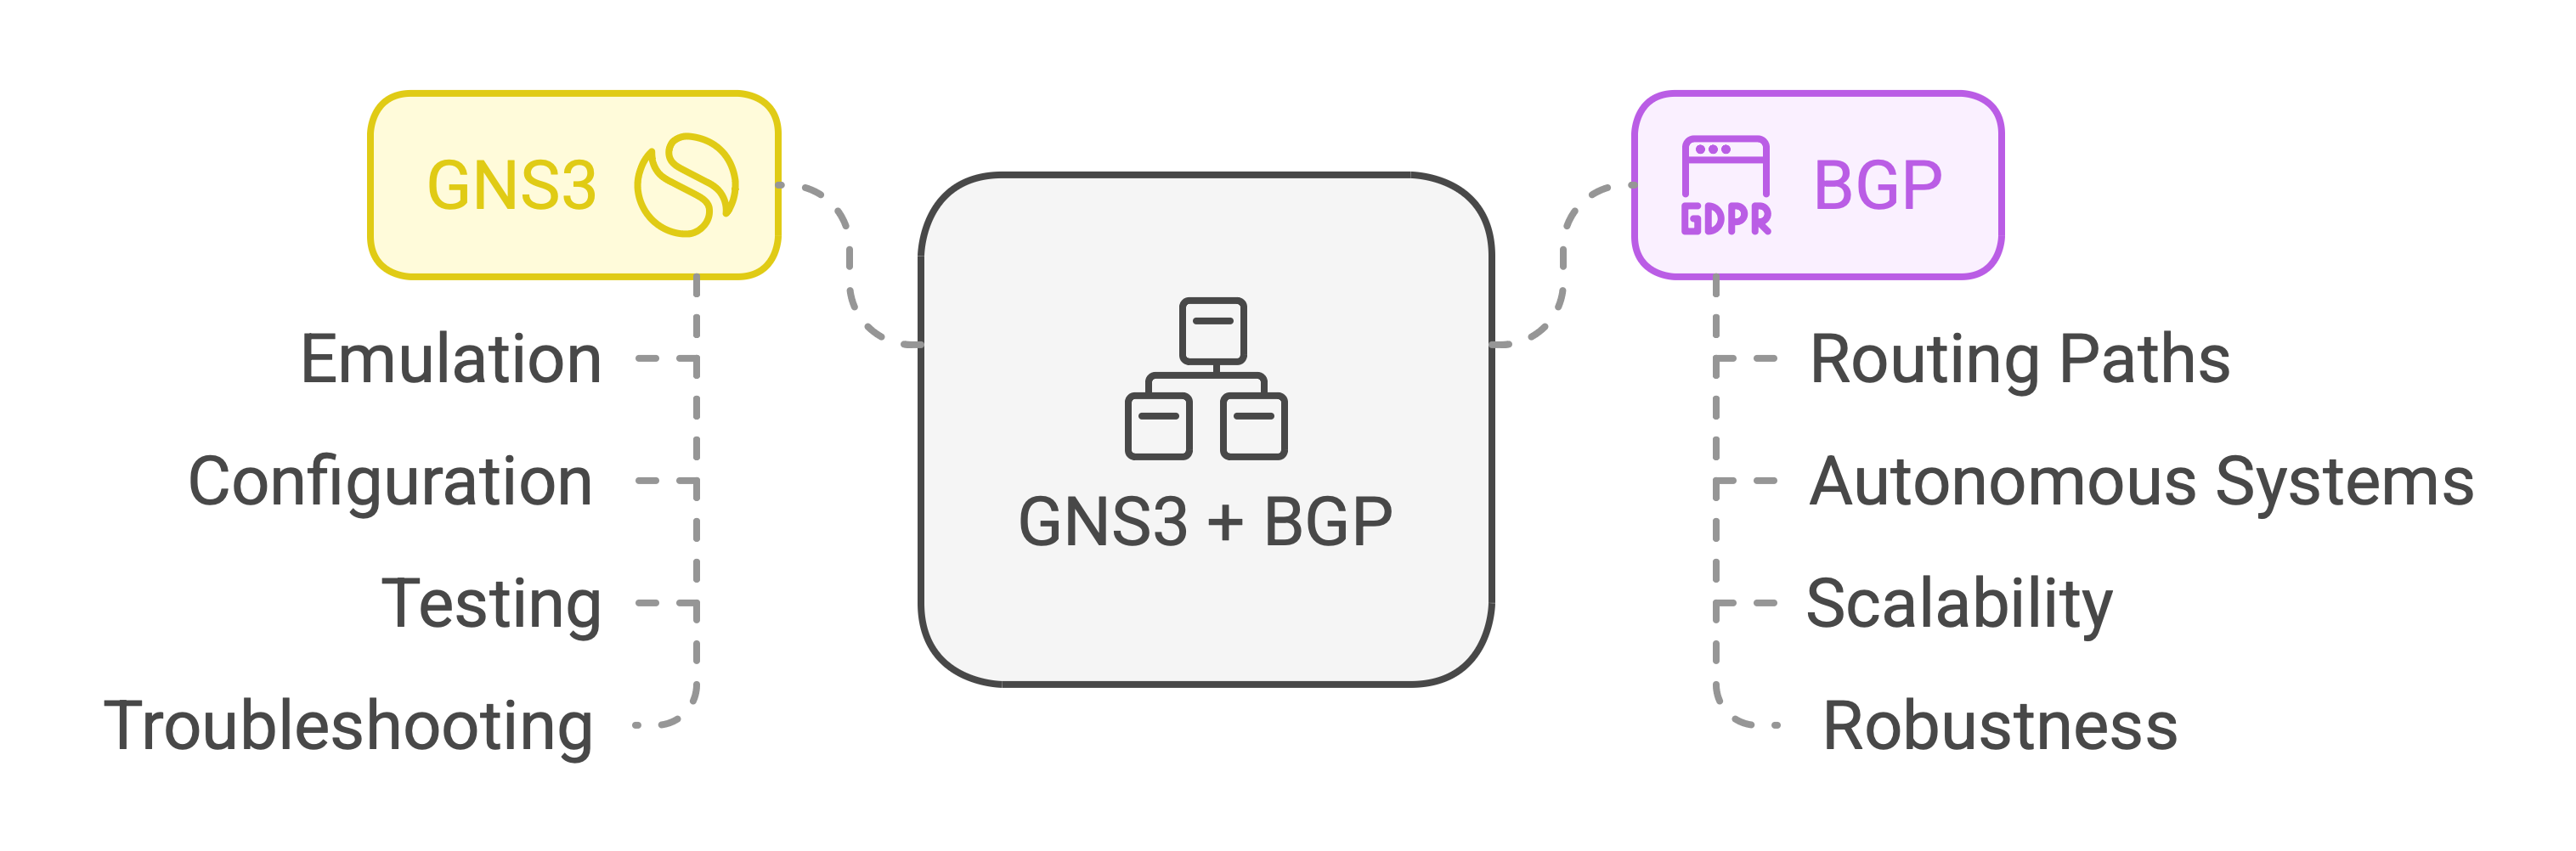 GNS3
Emulation
Configuration
Testing
Troubleshooting
GNS3 + BGP
GDPR
BGP
Routing Paths
Autonomous Systems
Scalability
Robustness